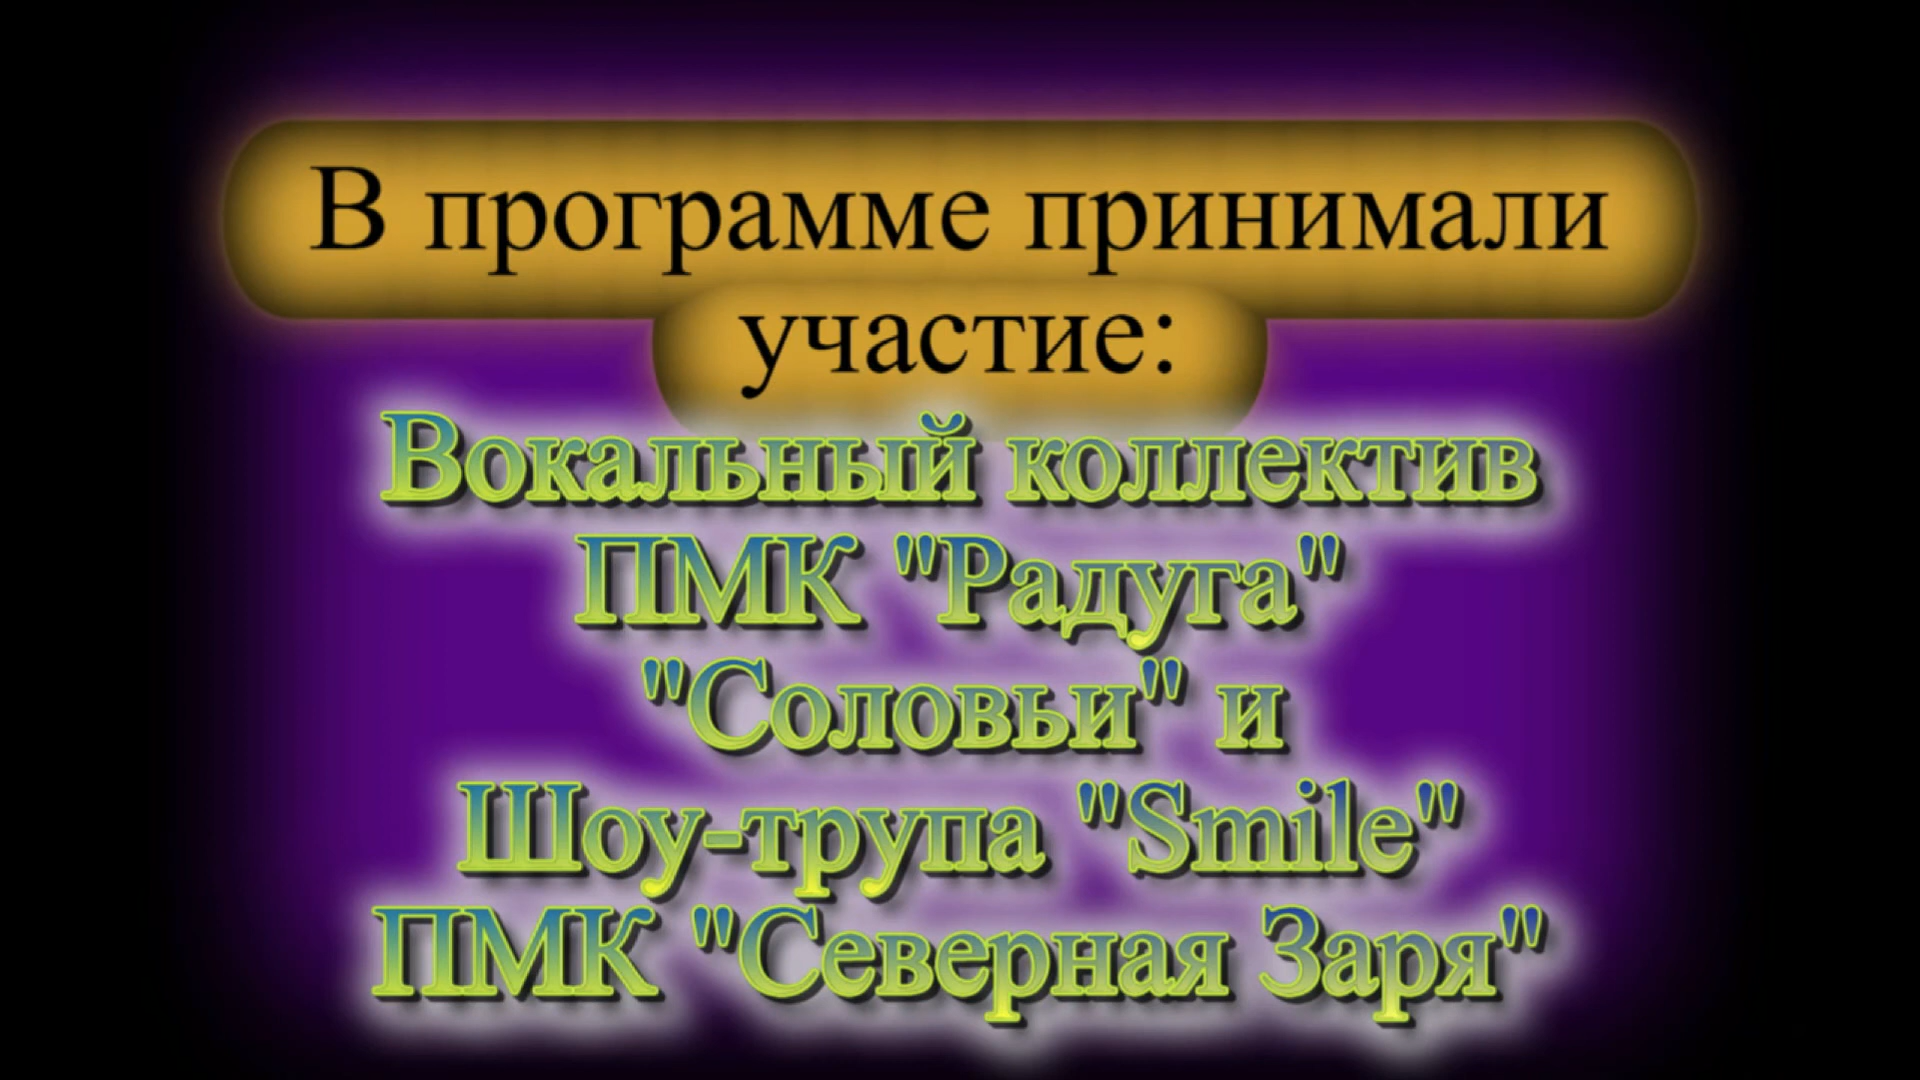 В программе принимали
участие:
Вокальный коллектив
ПМК "Радуга"
"Соловьи" и
Шоу-трупа "Smile"
ПМК "Северная Заря"